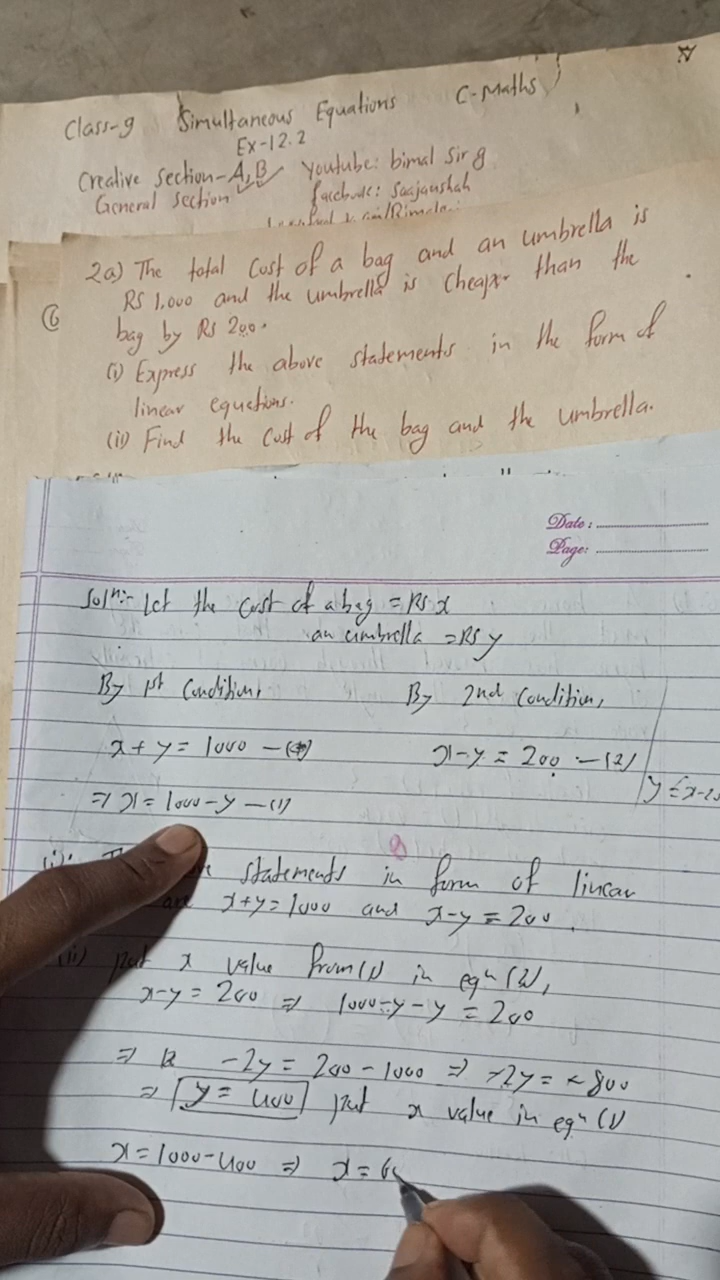 Class-9 Simultaneous Equations C-Maths
Ex-12.2
Creative Section-A,B Youtube: bimal Sir g
General Section facebook: Saajanshah
2a) The total Cost of a bag and an umbrella is
RS 1,000 and the umbrella is Cheaper than the
bag by RS 200.
(i) Express the above statements in the form of
linear equations.
(ii) Find the Cost of the bag and the umbrella.
Date:
Page:
Solⁿ:- Let the cost of a bag = RS x
an umbrella = RS y
By 1st Condition, By 2nd Condition,
x+y = 1000 x-y = 200 -(2)
⇒ x = 1000-y -(1) y = x-2
statements in form of linear
x+y=1000 and x-y = 200.
(ii) put x value from(1) in eqⁿ (2),
x-y = 200 ⇒ 1000-y-y = 200
⇒ -2y = 200-1000 ⇒ -2y = -800
⇒ y = 400 put x value in eqⁿ (1)
x = 1000-400 ⇒ x = 6